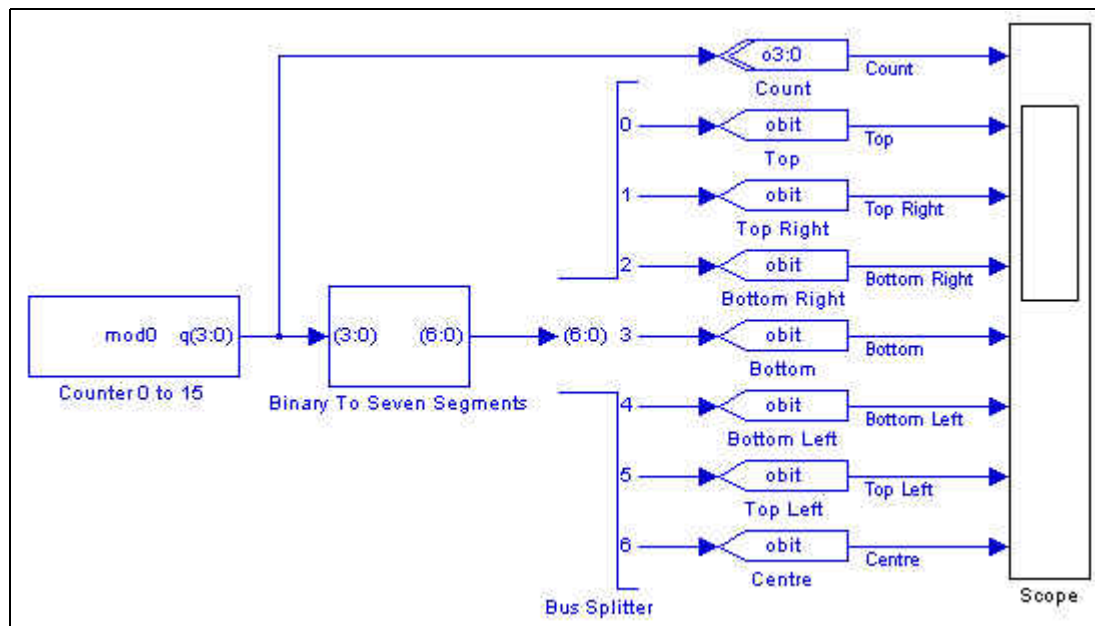 o3:0
Count
Count
0
obit
Top
Top
1
obit
Top Right
Top Right
2
obit
Bottom Right
Bottom Right
mod0 q(3:0)
Counter 0 to 15
(3:0) (6:0)
Binary To Seven Segments
(6:0) 3
obit
Bottom
Bottom
4
obit
Bottom Left
Bottom Left
5
obit
Top Left
Top Left
6
obit
Centre
Centre
Bus Splitter
Scope